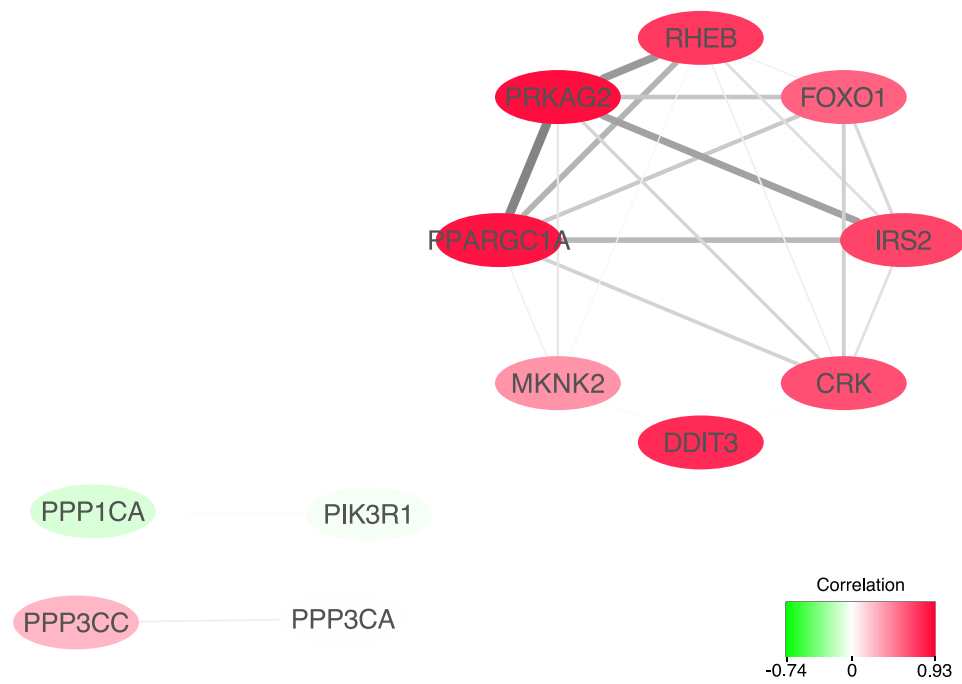 RHEB
PRKAG2
FOXO1
PPARGC1A
IRS2
MKNK2
CRK
DDIT3
PPP1CA
PIK3R1
PPP3CC
PPP3CA
Correlation
-0.74 0 0.93